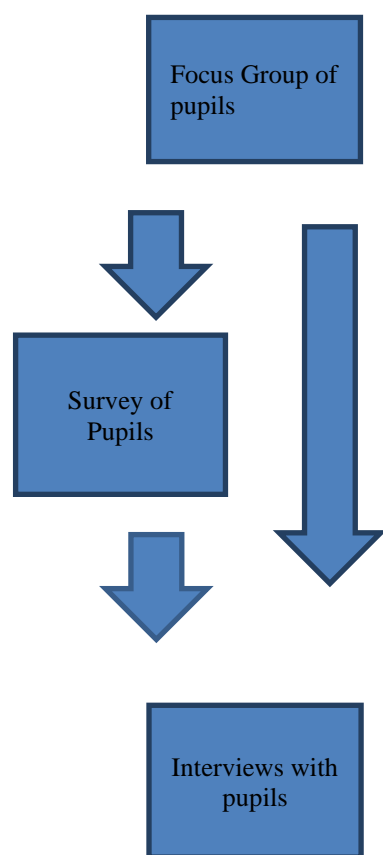 Focus Group of
pupils
Survey of
Pupils
Interviews with
pupils